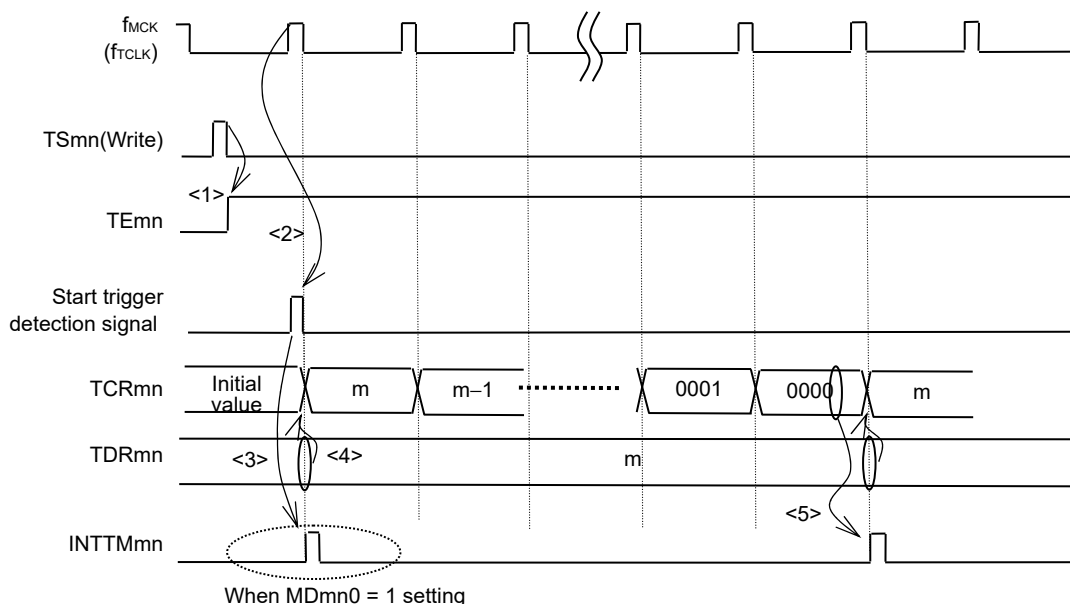 fMCK
(fTCLK)
TSmn(Write)
<1>
TEmn
<2>
Start trigger
detection signal
TCRmn
Initial
value
m
m−1
0001
0000
m
<3>
<4>
TDRmn
m
<5>
INTTMmn
When MDmn0 = 1 setting